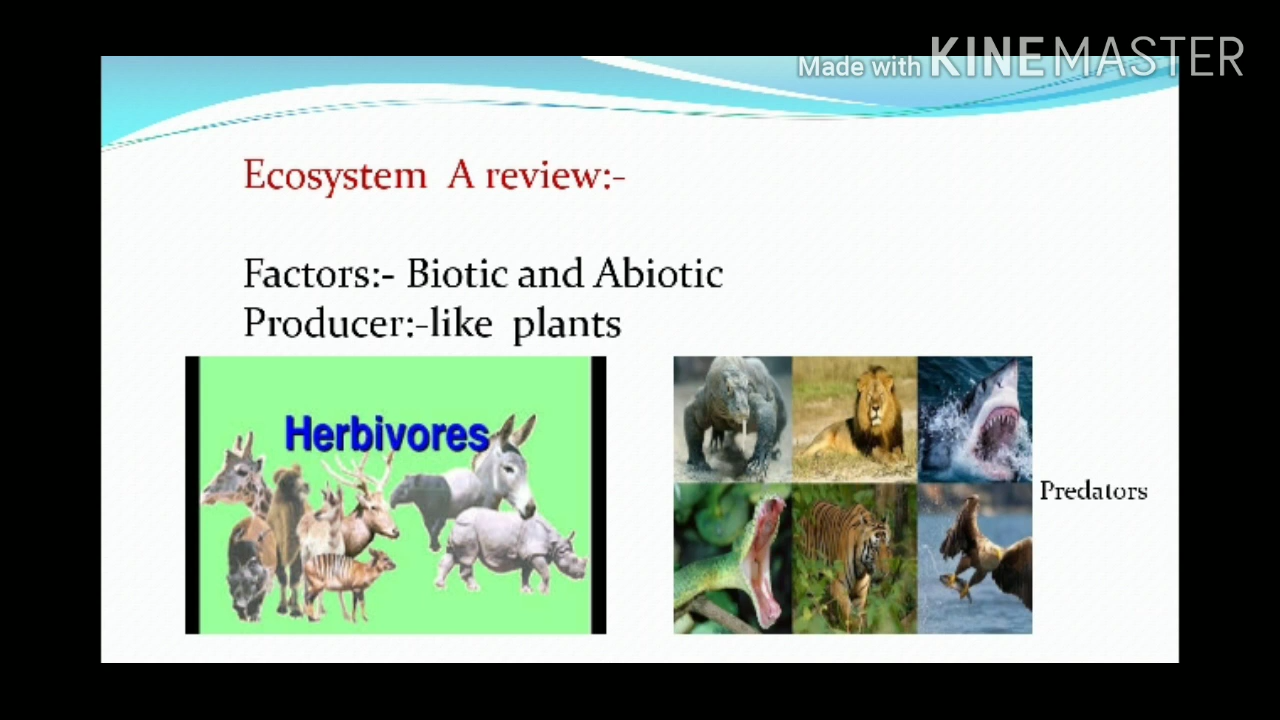 Made with KINEMASTER
Ecosystem A review:-
Factors:- Biotic and Abiotic
Producer:-like plants
Herbivores
Predators